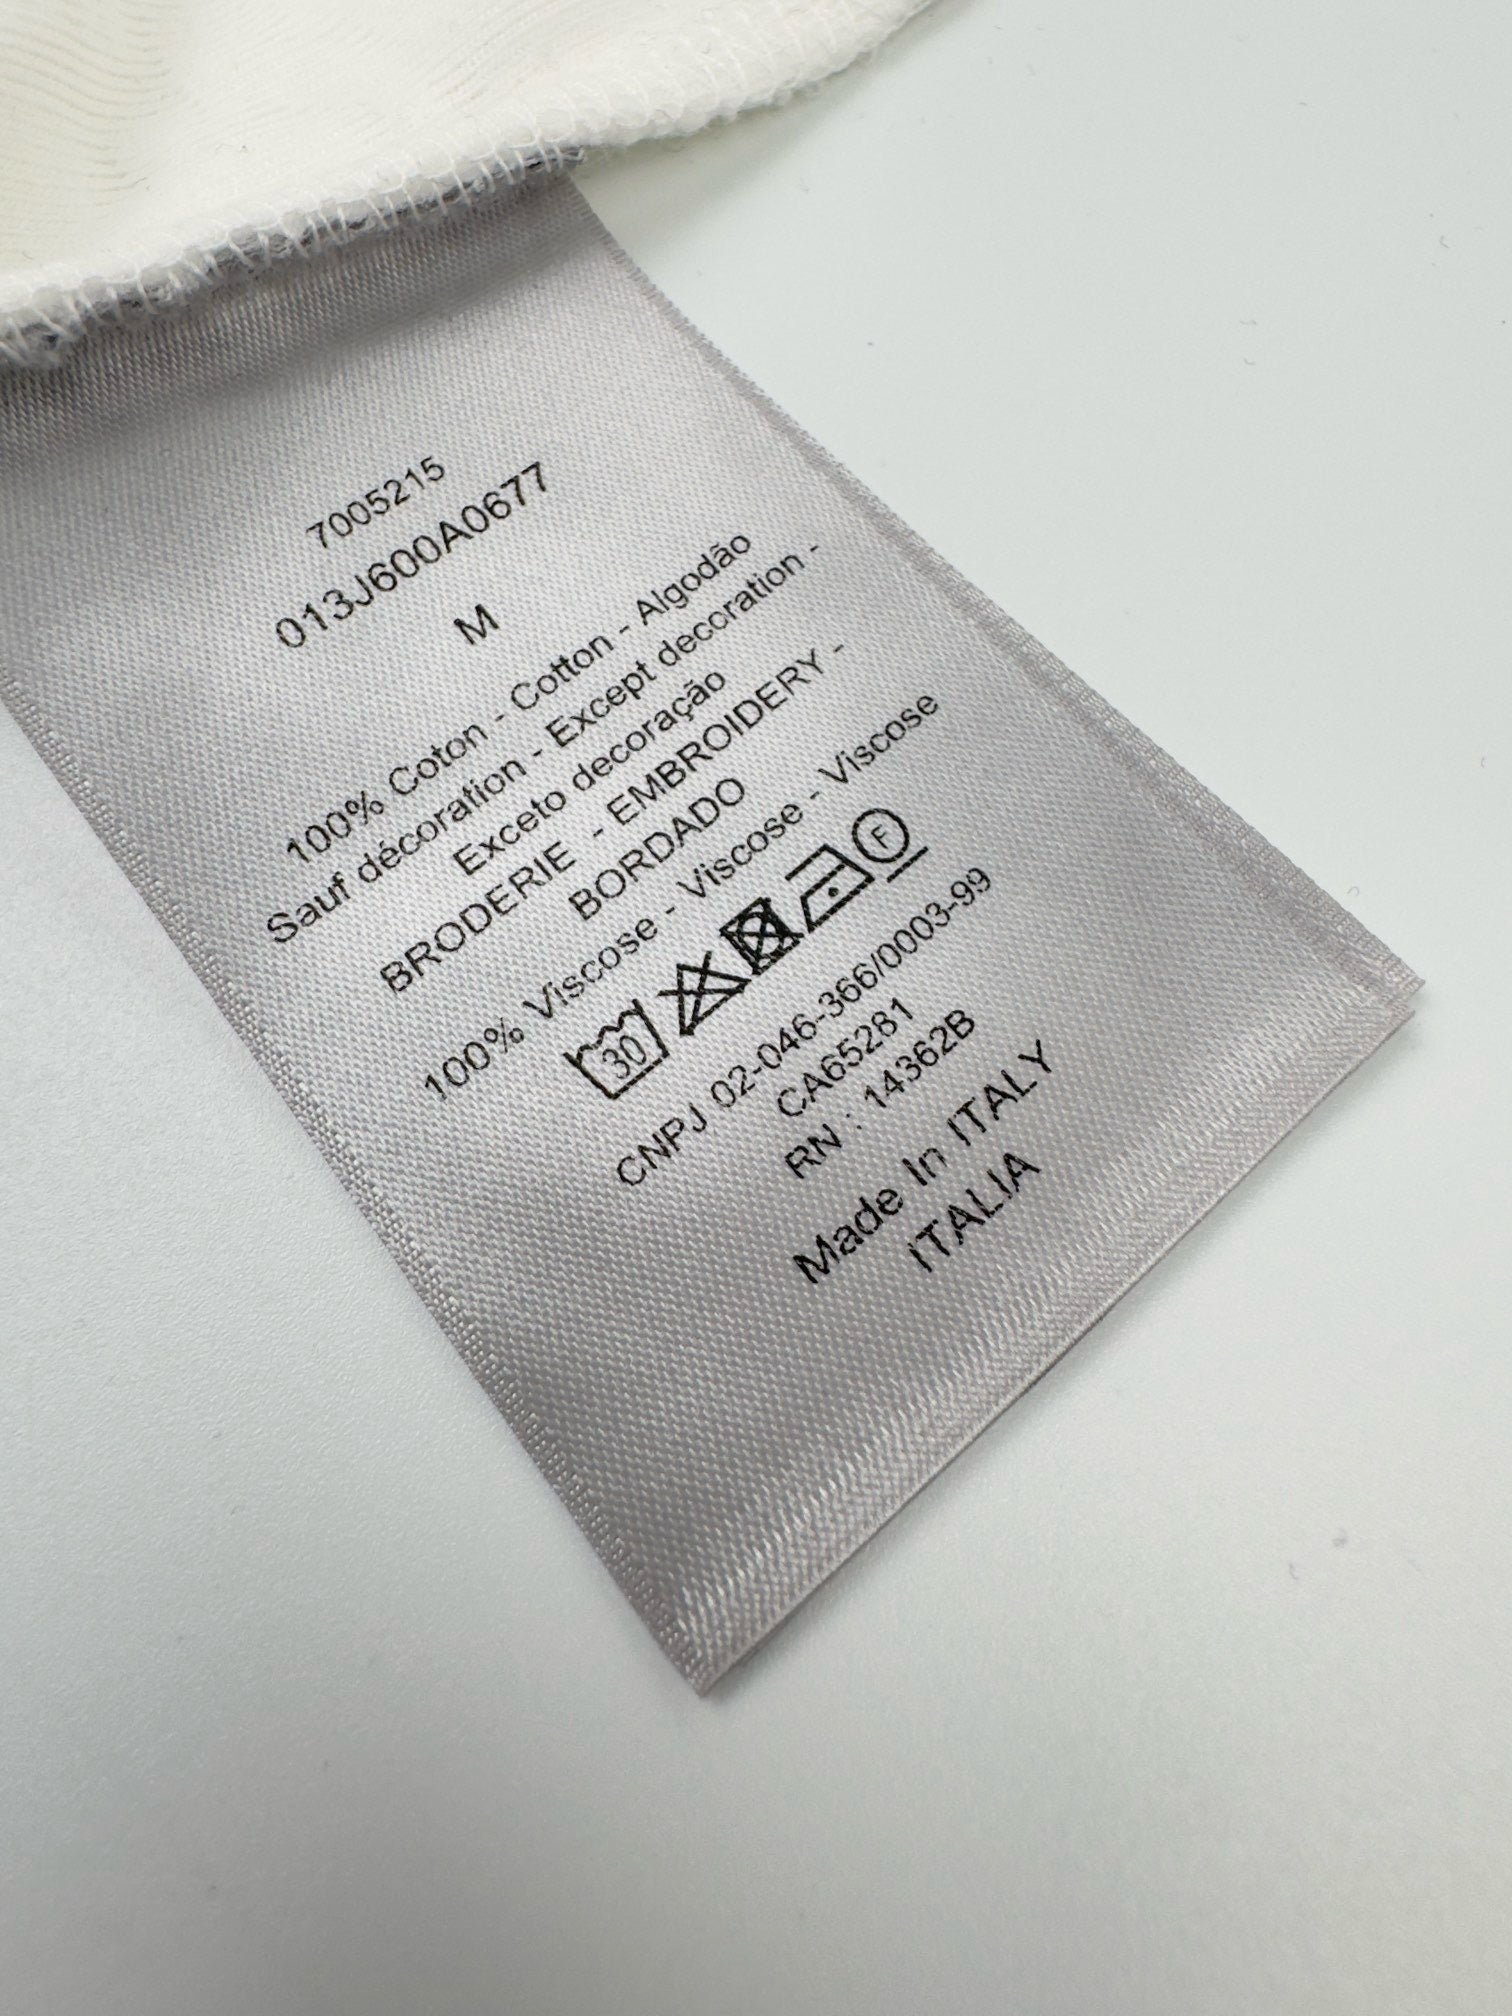 7005215
013J600A0677
M
100% Coton - Cotton - Algodão
Sauf décoration - Except decoration -
Exceto decoração
BRODERIE - EMBROIDERY -
BORDADO
100% Viscose - Viscose - Viscose
30 F
CNPJ 02-046-366/0003-99
CA65281
RN : 14362B
Made In ITALY
ITALIA